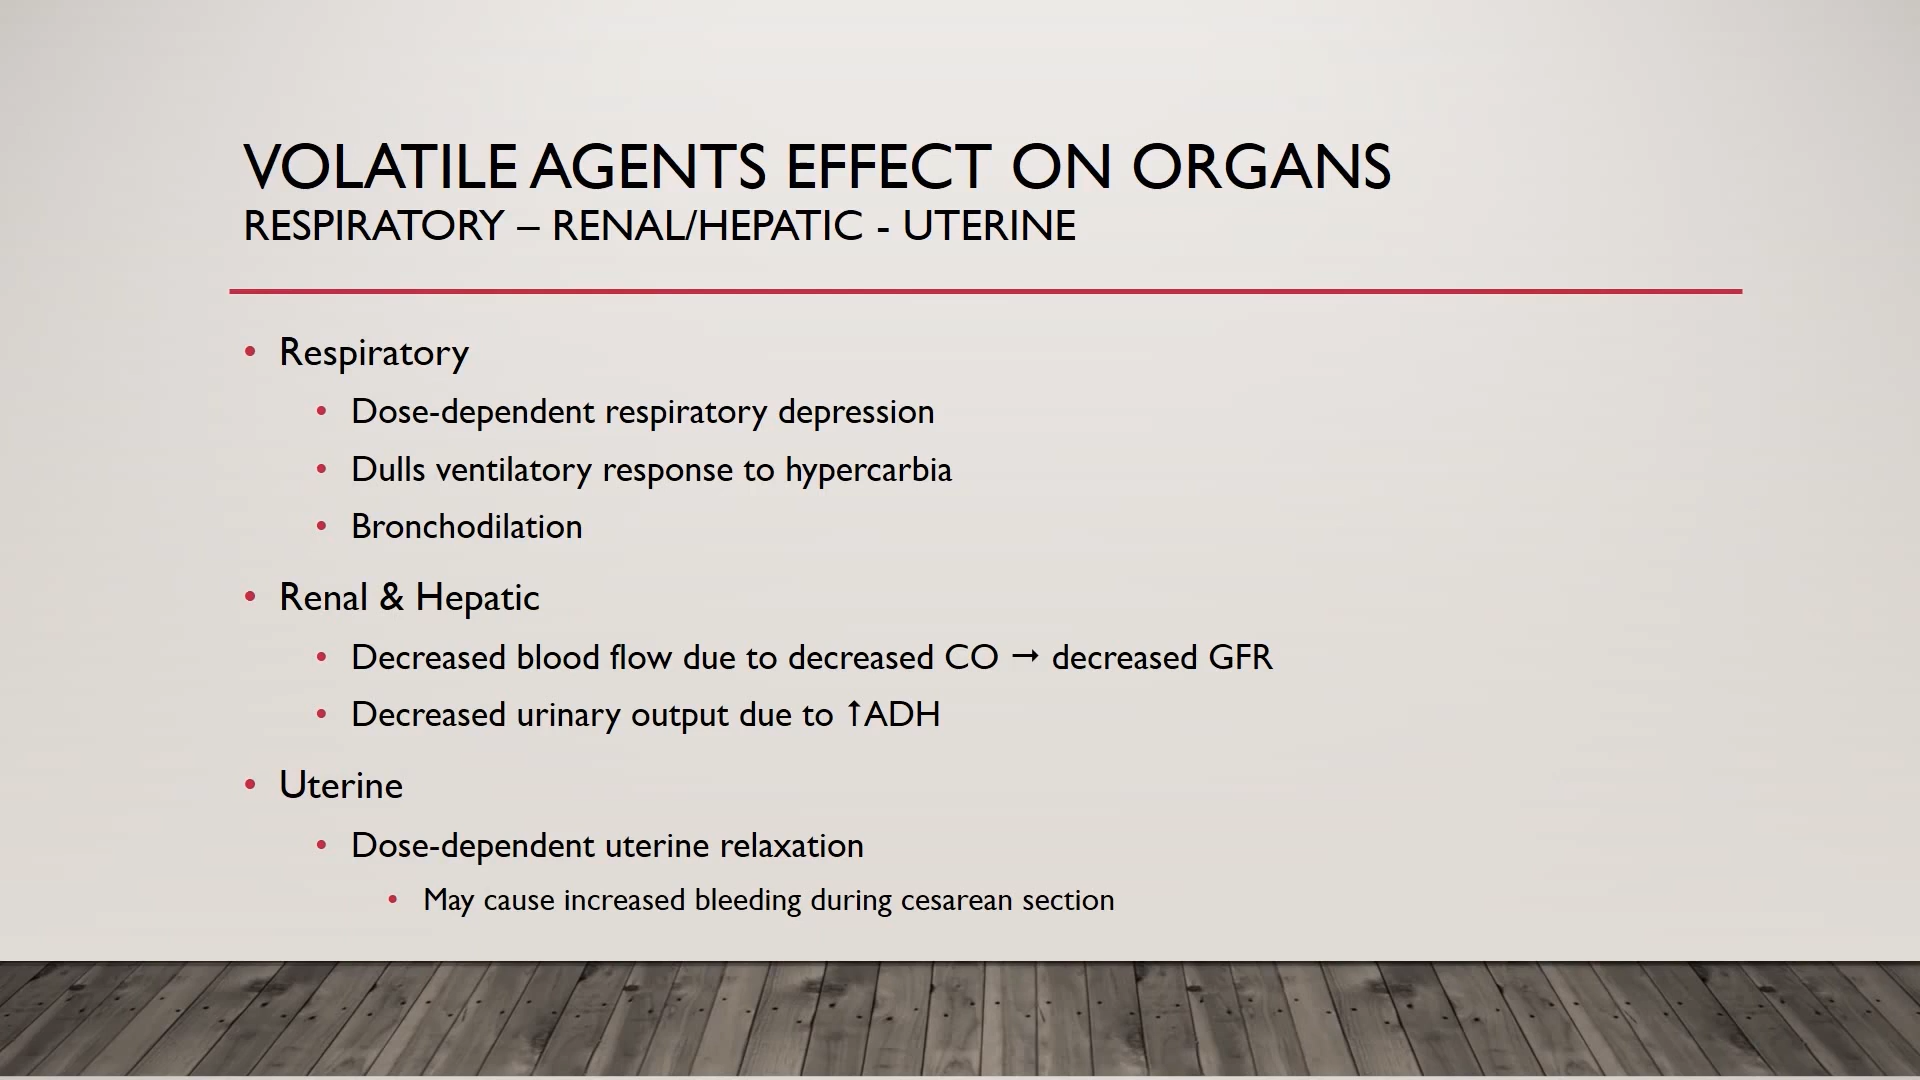 VOLATILE AGENTS EFFECT ON ORGANS
RESPIRATORY – RENAL/HEPATIC - UTERINE
• Respiratory
• Dose-dependent respiratory depression
• Dulls ventilatory response to hypercarbia
• Bronchodilation
• Renal & Hepatic
• Decreased blood flow due to decreased CO → decreased GFR
• Decreased urinary output due to ↑ADH
• Uterine
• Dose-dependent uterine relaxation
• May cause increased bleeding during cesarean section